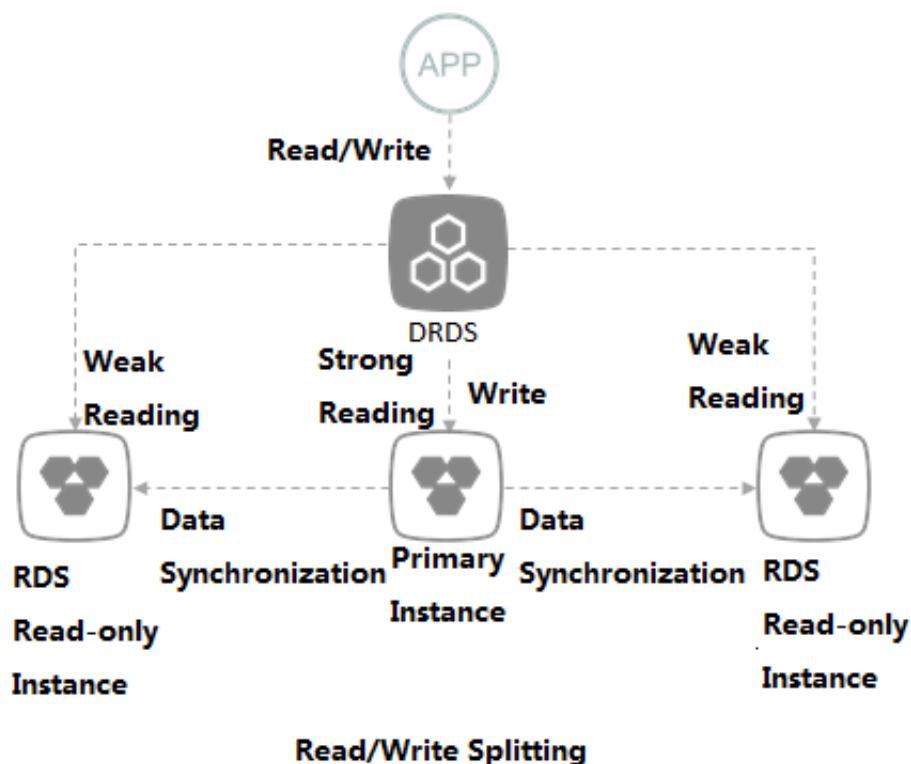 APP
Read/Write
DRDS
Weak
Reading
Strong
Reading
Write
Weak
Reading
Data
Synchronization
Primary
Instance
Data
Synchronization
RDS
Read-only
Instance
RDS
Read-only
Instance
Read/Write Splitting